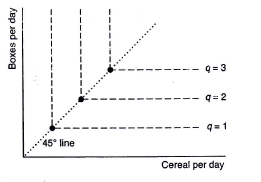 Boxes per day
q = 3
q = 2
q = 1
45° line
Cereal per day